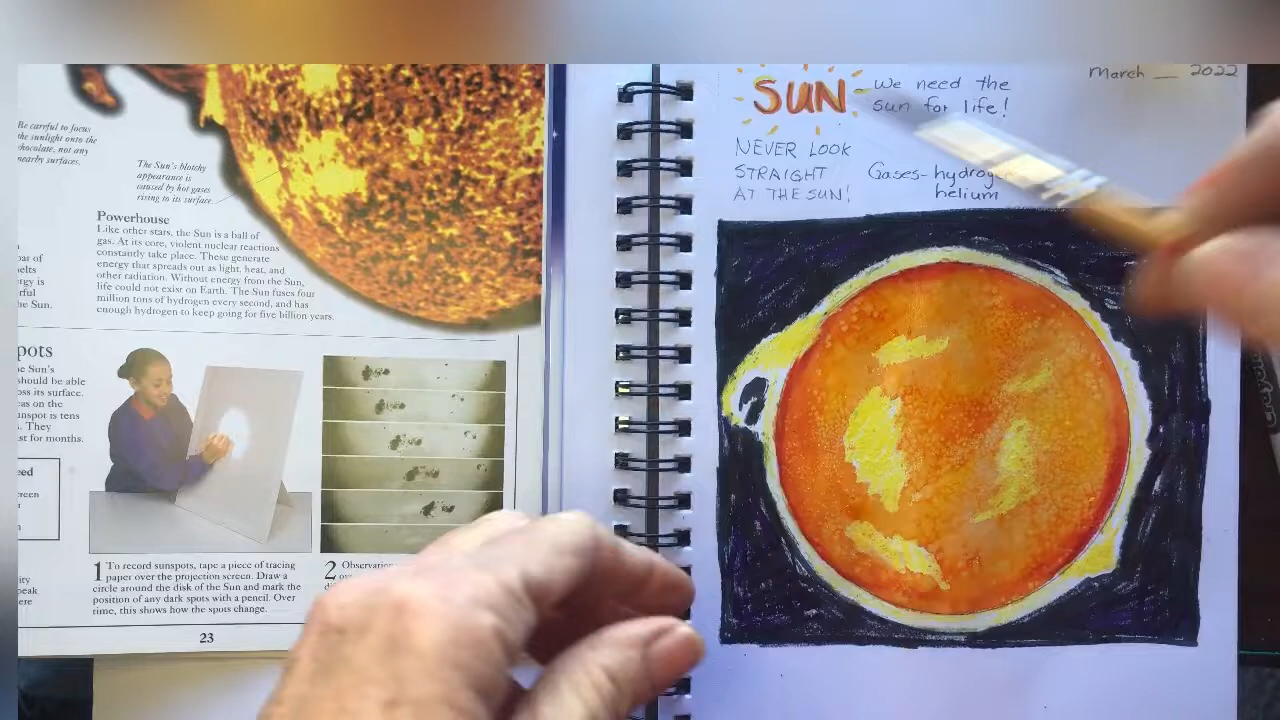 Be careful to focus
the sunlight onto the
chocolate, not any
nearby surfaces.
The Sun's blotchy
appearance is
caused by hot gases
rising to its surface.
Powerhouse
Like other stars, the Sun is a ball of
gas. At its core, violent nuclear reactions
constantly take place. These generate
energy that spreads out as light, heat, and
other radiation. Without energy from the Sun,
life could not exist on Earth. The Sun fuses four
million tons of hydrogen every second, and has
enough hydrogen to keep going for five billion years.
the Sun.
pots
Sun's
should be able
its surface.
as on the
is tens
They
st for months.
1 To record sunspots, tape a piece of tracing
paper over the projection screen. Draw a
circle around the disk of the Sun and mark the
position of any dark spots with a pencil. Over
time, this shows how the spots change.
2 Observation
23
SUN
We need the
sun for life!
March __ 2022
NEVER LOOK
STRAIGHT
AT THE SUN!
Gases - hydrogen
helium